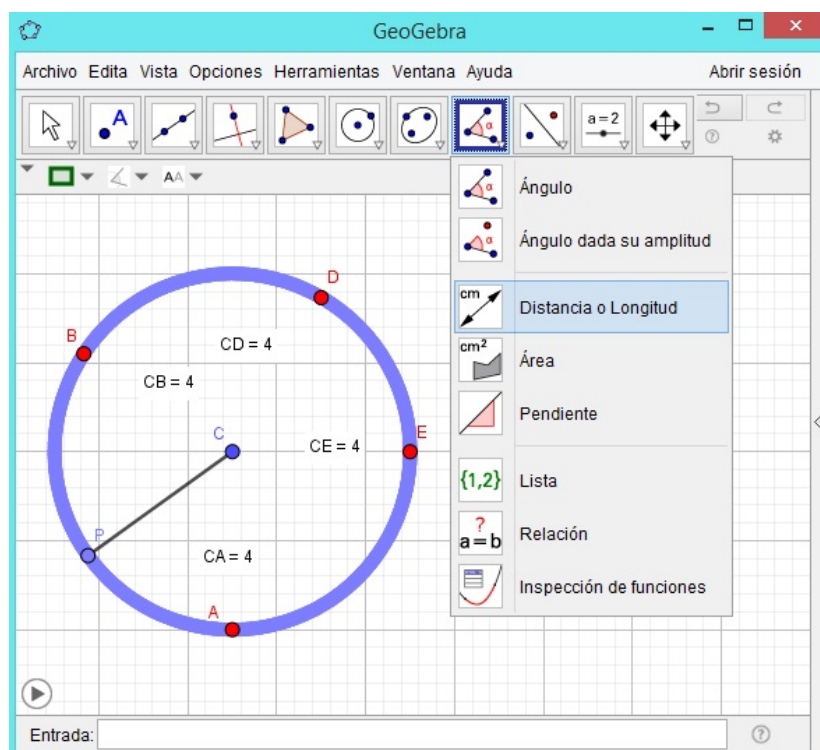 GeoGebra
Archivo Edita Vista Opciones Herramientas Ventana Ayuda Abrir sesión
A α a=2
α AA
Ángulo
α Ángulo dada su amplitud
cm Distancia o Longitud
cm² Área
Pendiente
{1,2} Lista
? a=b Relación
Inspección de funciones
D
B
CD = 4
CB = 4
C
E
CE = 4
P
CA = 4
A
Entrada: